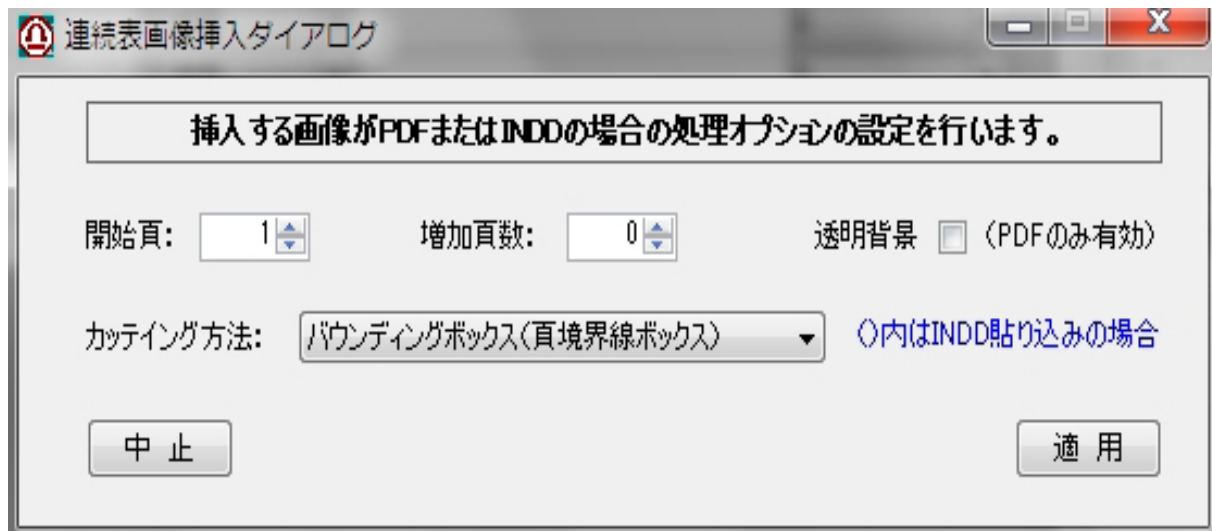 連続表画像挿入ダイアログ
挿入する画像がPDFまたはINDDの場合の処理オプションの設定を行います。
開始頁: 1 増加頁数: 0 透明背景 (PDFのみ有効)
カッテイング方法: バウンディングボックス(頁境界線ボックス) ()内はINDD貼り込みの場合
中 止 適 用